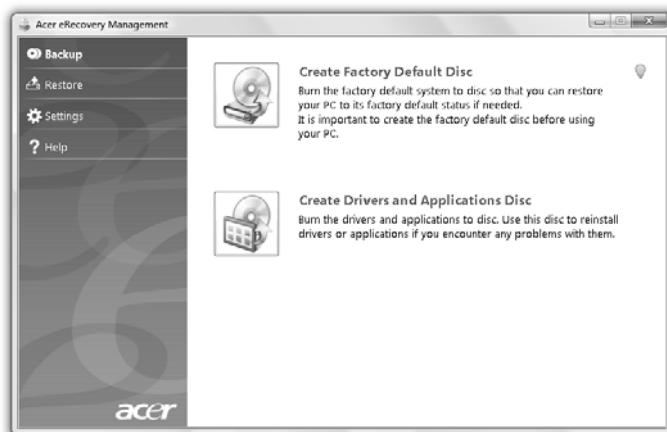 Acer eRecovery Management
Backup
Restore
Settings
Help
Create Factory Default Disc
Burn the factory default system to disc so that you can restore
your PC to its factory default status if needed.
It is important to create the factory default disc before using
your PC.
Create Drivers and Applications Disc
Burn the drivers and applications to disc. Use this disc to reinstall
drivers or applications if you encounter any problems with them.
acer